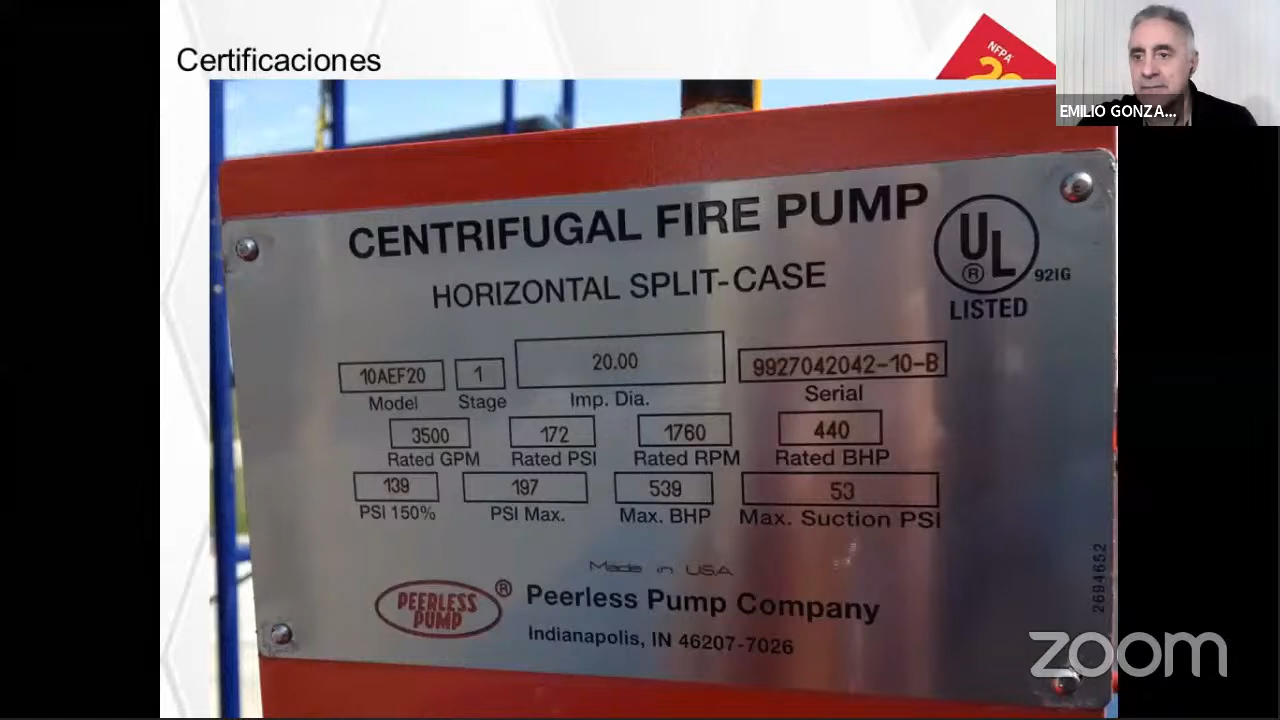 Certificaciones
NFPA
20
EMILIO GONZA...
CENTRIFUGAL FIRE PUMP
HORIZONTAL SPLIT-CASE
UL
®
92IG
LISTED
10AEF20 1 20.00 9927042042-10-B
Model Stage Imp. Dia. Serial
3500 172 1760 440
Rated GPM Rated PSI Rated RPM Rated BHP
139 197 539 53
PSI 150% PSI Max. Max. BHP Max. Suction PSI
Made in USA
PEERLESS
PUMP
®
Peerless Pump Company
Indianapolis, IN 46207-7026
2694652
zoom